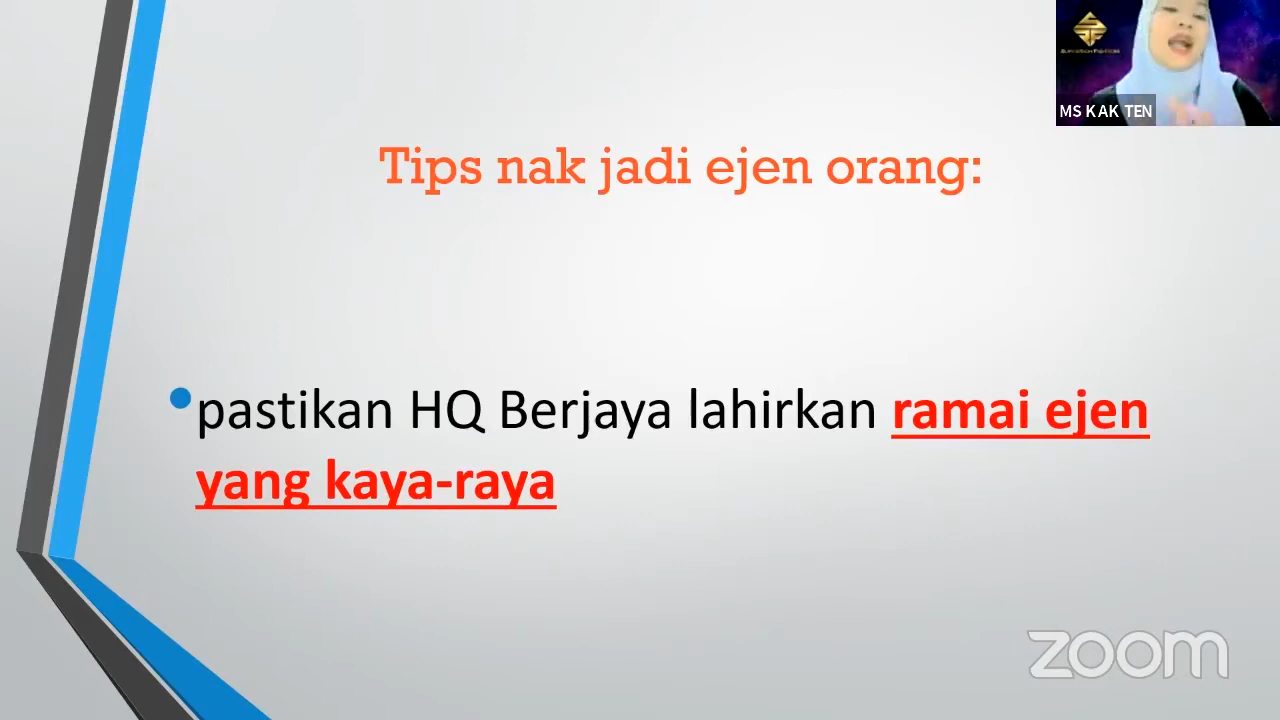 MS KAK TEN
Tips nak jadi ejen orang:
pastikan HQ Berjaya lahirkan ramai ejen
yang kaya-raya
zoom